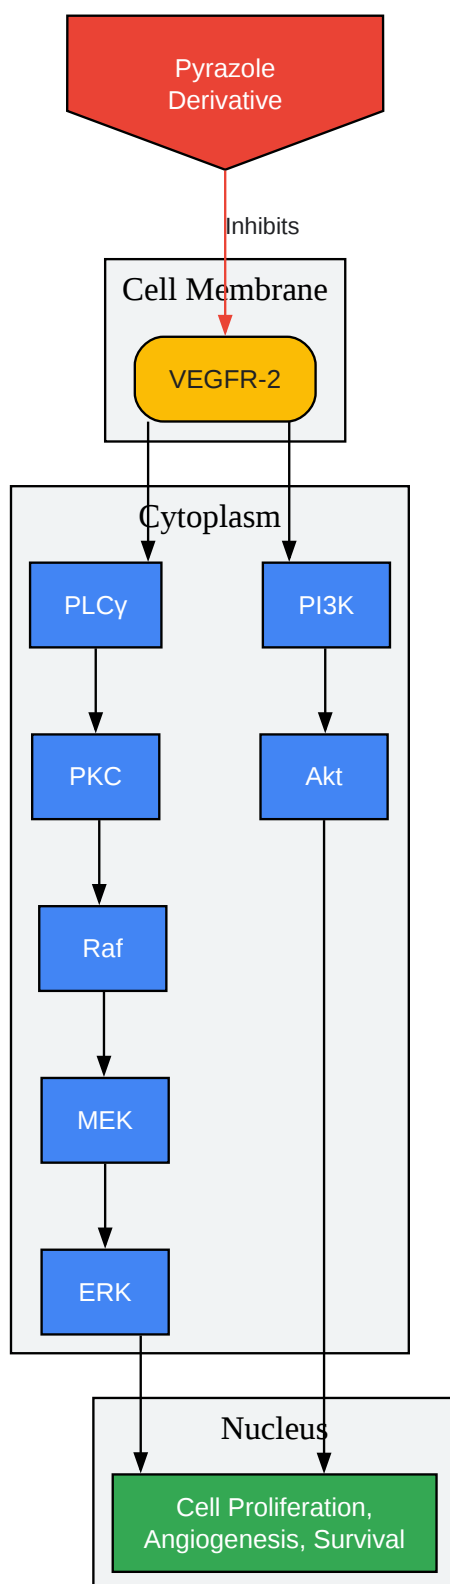 Pyrazole
Derivative
Inhibits
Cell Membrane
VEGFR-2
Cytoplasm
PLCγ
PI3K
PKC
Akt
Raf
MEK
ERK
Nucleus
Cell Proliferation,
Angiogenesis, Survival